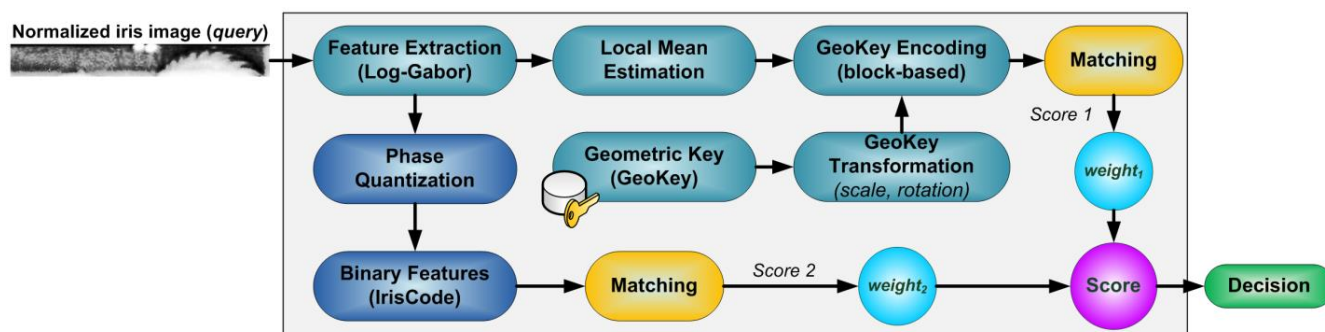 Normalized iris image (query)
Feature Extraction
(Log-Gabor)
Local Mean
Estimation
GeoKey Encoding
(block-based)
Matching
Score 1
Phase
Quantization
Geometric Key
(GeoKey)
GeoKey
Transformation
(scale, rotation)
weight₁
Binary Features
(IrisCode)
Matching
Score 2
weight₂
Score
Decision